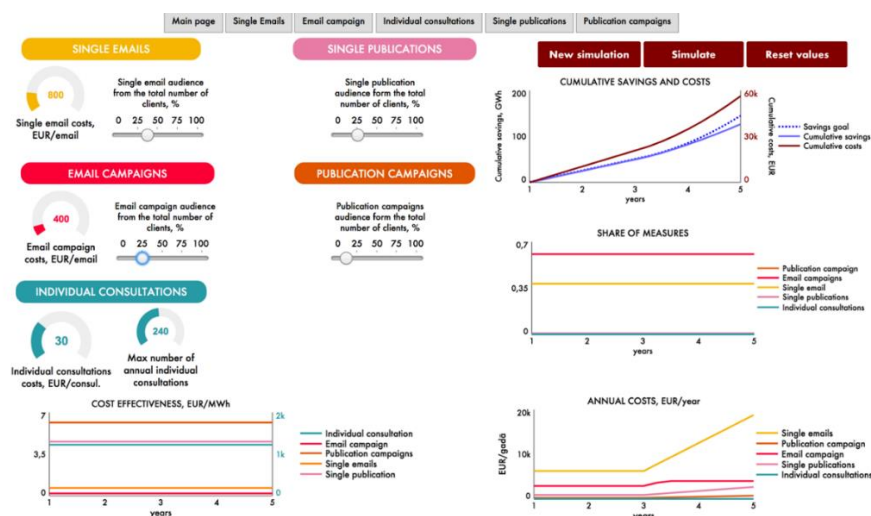 Main page
Single Emails
Email campaign
Individual consultations
Single publications
Publication campaigns
SINGLE EMAILS
800
Single email costs,
EUR/email
Single email audience
from the total number of
clients, %
0 25 50 75 100
SINGLE PUBLICATIONS
Single publication
audience form the total
number of clients, %
0 25 50 75 100
EMAIL CAMPAIGNS
400
Email campaign
costs, EUR/email
Email campaign audience
from the total number of
clients, %
0 25 50 75 100
PUBLICATION CAMPAIGNS
Publication campaigns
audience form the total
number of clients, %
0 25 50 75 100
INDIVIDUAL CONSULTATIONS
30
Individual consultations
costs, EUR/consul.
240
Max number of
annual individual
consultations
New simulation
Simulate
Reset values
CUMULATIVE SAVINGS AND COSTS
Cumulative savings, GWh
200
100
0
60k
30k
0
Cumulative costs, EUR
1 2 3 4 5
years
Savings goal
Cumulative savings
Cumulative costs
SHARE OF MEASURES
0,7
0,35
0
1 2 3 4 5
years
Publication campaign
Email campaigns
Single email
Single publications
Individual consultations
COST EFFECTIVENESS, EUR/MWh
7
3,5
0
2k
1k
0
1 2 3 4 5
years
Individual consultation
Email campaign
Publication campaigns
Single emails
Single publication
ANNUAL COSTS, EUR/year
EUR/gadā
20k
10k
0
1 2 3 4 5
years
Single emails
Publication campaign
Email campaign
Single publications
Individual consultants